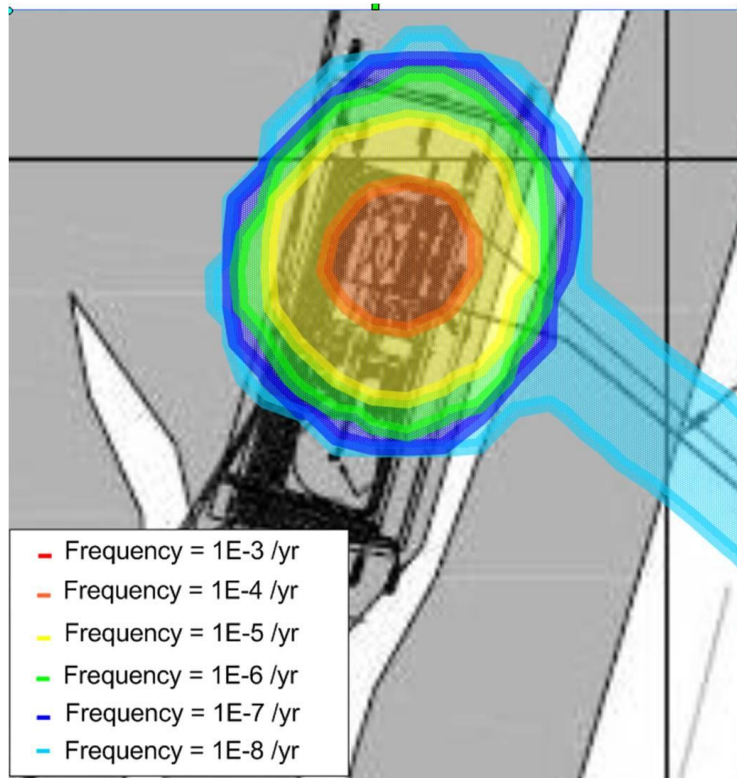 Frequency = 1E-3 /yr
Frequency = 1E-4 /yr
Frequency = 1E-5 /yr
Frequency = 1E-6 /yr
Frequency = 1E-7 /yr
Frequency = 1E-8 /yr